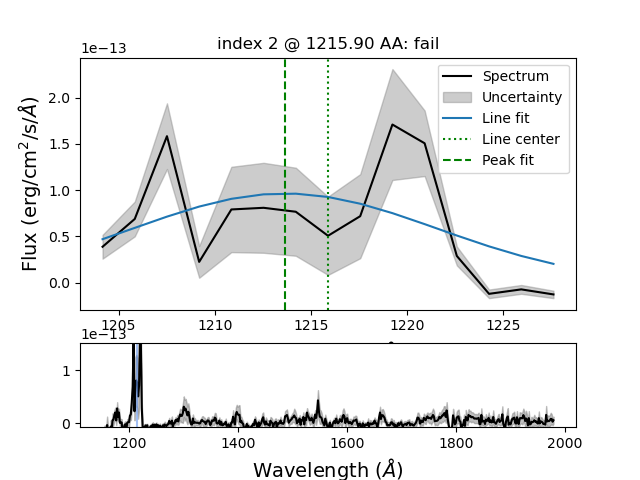 index 2 @ 1215.90 AA: fail
1e−13
Flux (erg/cm²/s/Å)
2.0
1.5
1.0
0.5
0.0
Spectrum
Uncertainty
Line fit
Line center
Peak fit
1205 1210 1215 1220 1225
1e−13
1
0
1200 1400 1600 1800 2000
Wavelength (Å)